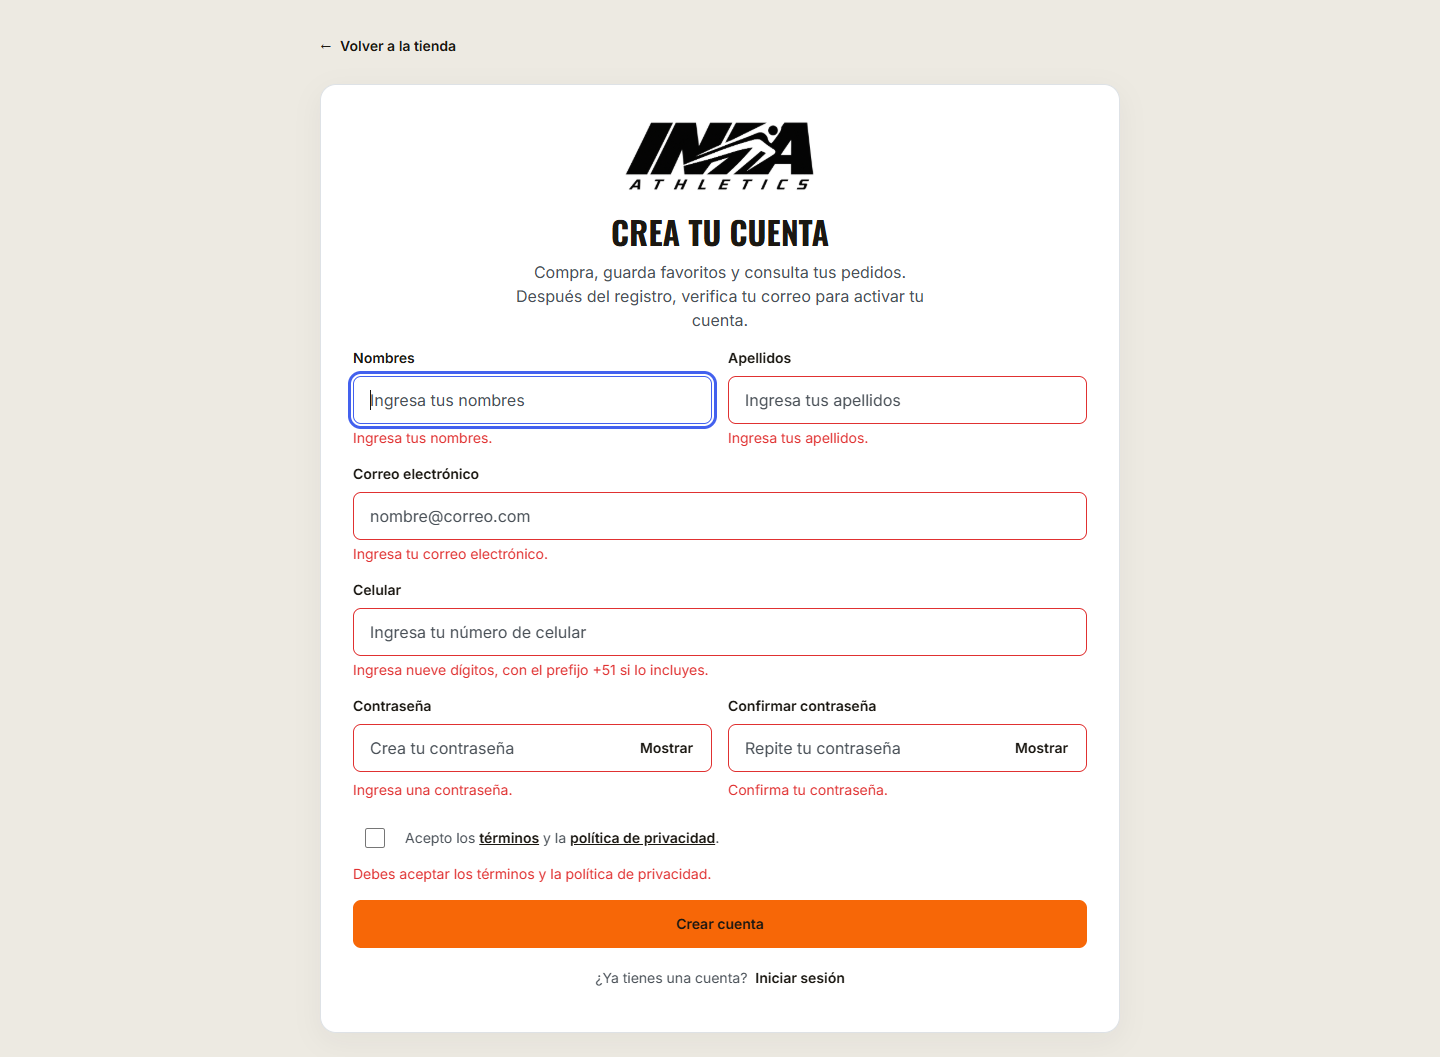 ← Volver a la tienda
INTA
ATHLETICS
CREA TU CUENTA
Compra, guarda favoritos y consulta tus pedidos.
Después del registro, verifica tu correo para activar tu
cuenta.
Nombres
Apellidos
Ingresa tus nombres
Ingresa tus apellidos
Ingresa tus nombres.
Ingresa tus apellidos.
Correo electrónico
nombre@correo.com
Ingresa tu correo electrónico.
Celular
Ingresa tu número de celular
Ingresa nueve dígitos, con el prefijo +51 si lo incluyes.
Contraseña
Confirmar contraseña
Crea tu contraseña Mostrar
Repite tu contraseña Mostrar
Ingresa una contraseña.
Confirma tu contraseña.
Acepto los términos y la política de privacidad.
Debes aceptar los términos y la política de privacidad.
Crear cuenta
¿Ya tienes una cuenta? Iniciar sesión